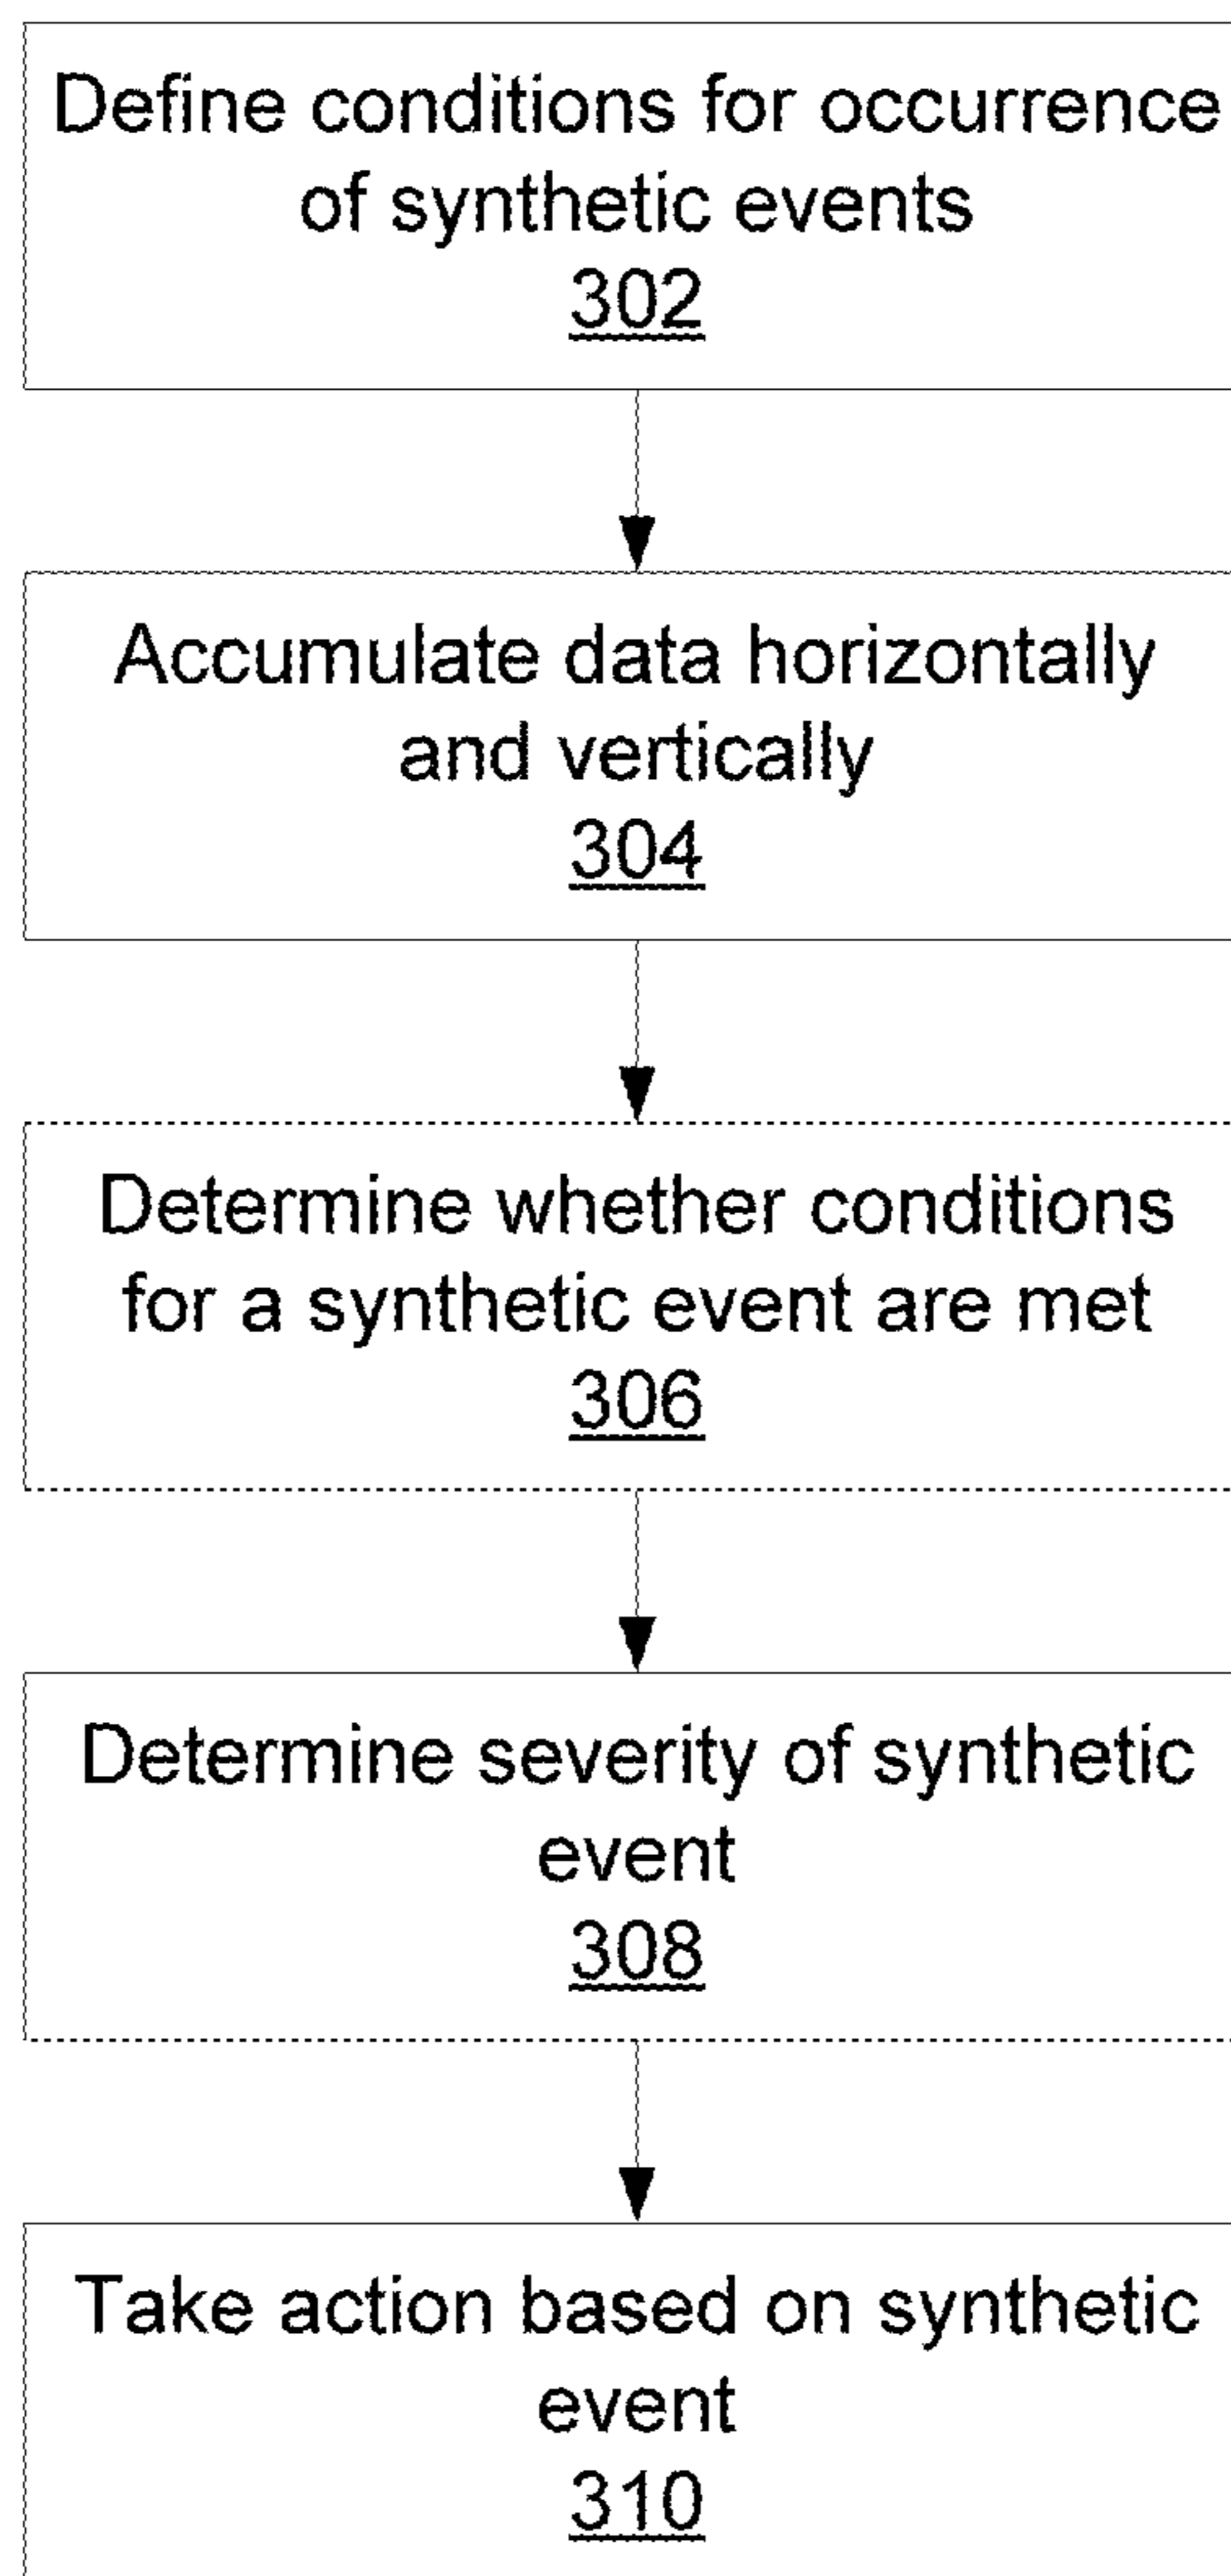 Define conditions for occurrence
of synthetic events
302
Accumulate data horizontally
and vertically
304
Determine whether conditions
for a synthetic event are met
306
Determine severity of synthetic
event
308
Take action based on synthetic
event
310